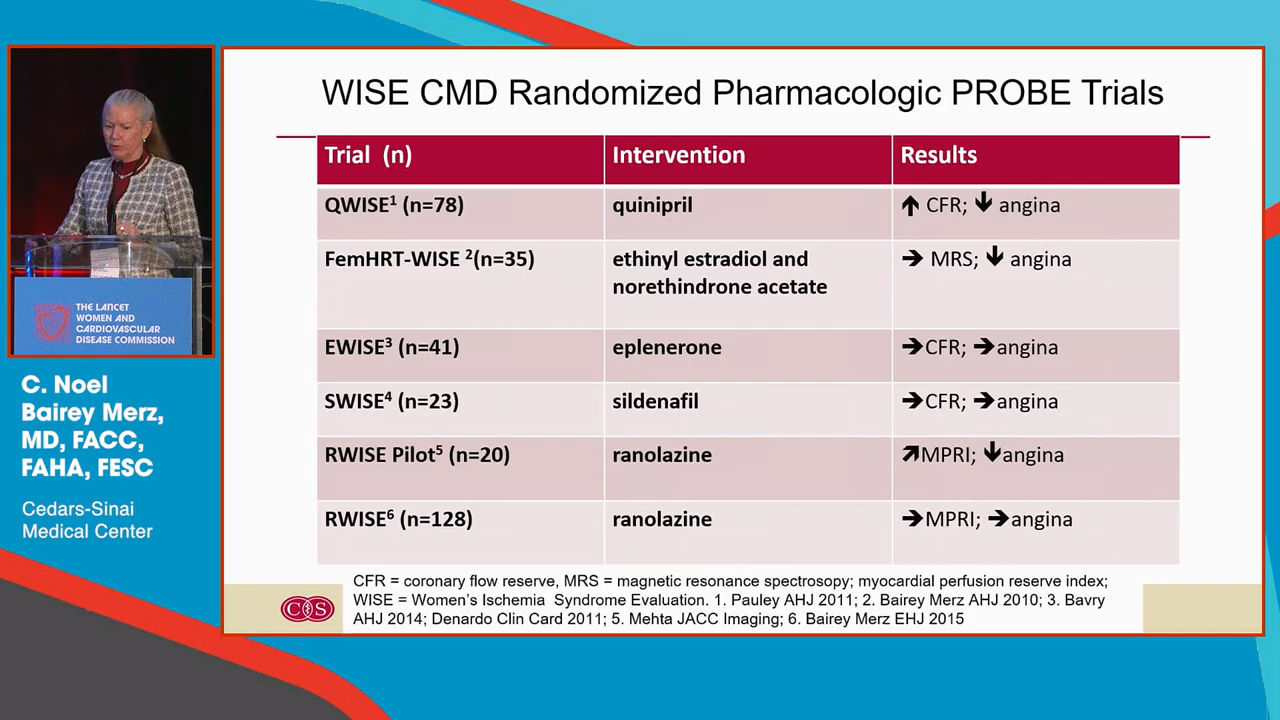 WISE CMD Randomized Pharmacologic PROBE Trials
Trial (n) Intervention Results
QWISE1 (n=78) quinipril ↑ CFR; ↓ angina
FemHRT-WISE 2(n=35) ethinyl estradiol and norethindrone acetate → MRS; ↓ angina
EWISE3 (n=41) eplenerone →CFR; →angina
SWISE4 (n=23) sildenafil →CFR; →angina
RWISE Pilot5 (n=20) ranolazine ↗MPRI; ↓angina
RWISE6 (n=128) ranolazine →MPRI; →angina
CFR = coronary flow reserve, MRS = magnetic resonance spectrosopy; myocardial perfusion reserve index;
WISE = Women's Ischemia Syndrome Evaluation. 1. Pauley AHJ 2011; 2. Bairey Merz AHJ 2010; 3. Bavry
AHJ 2014; Denardo Clin Card 2011; 5. Mehta JACC Imaging; 6. Bairey Merz EHJ 2015
THE LANCET
WOMEN AND
CARDIOVASCULAR
DISEASE COMMISSION
C. Noel
Bairey Merz,
MD, FACC,
FAHA, FESC
Cedars-Sinai
Medical Center